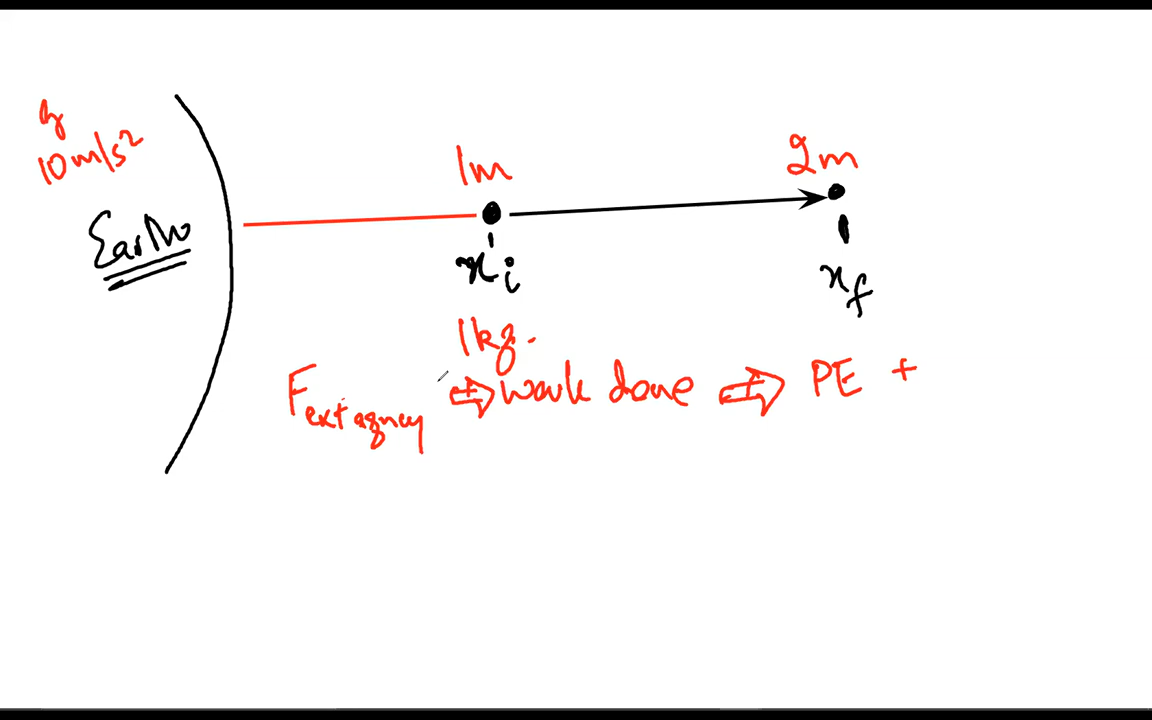 g
10 m/s²
Earth
1m
2m
xi
xf
1kg.
Fext agency ⇒ work done ⇒ PE +